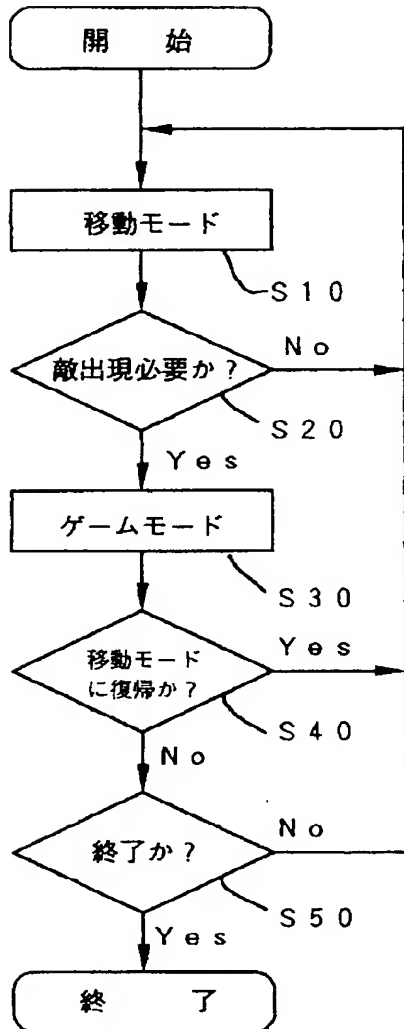 開 始
移動モード
S10
敵出現必要か?
No
S20
Yes
ゲームモード
S30
移動モード
に復帰か?
Yes
S40
No
終了か?
No
S50
Yes
終 了